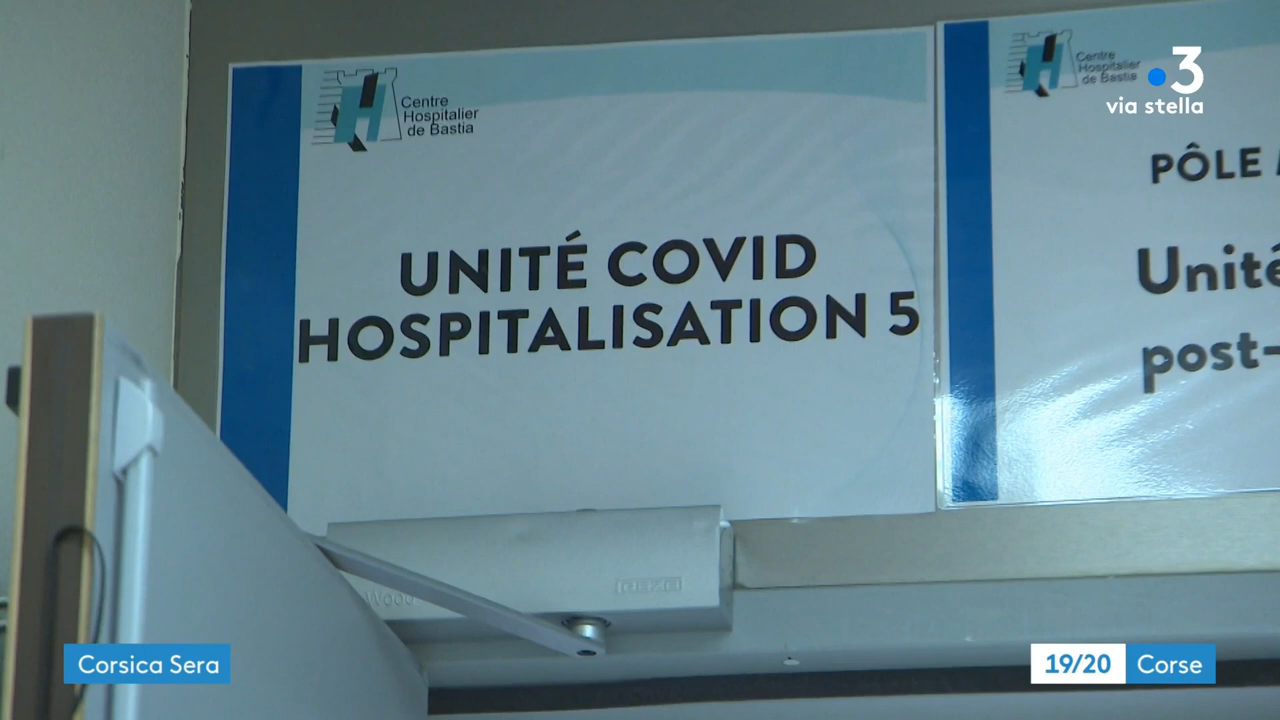 Centre
Hospitalier
de Bastia
UNITÉ COVID
HOSPITALISATION 5
Centre
Hospitalier
de Bastia
PÔLE
Unité
post-
3
via stella
GEZE
Corsica Sera
19/20 Corse